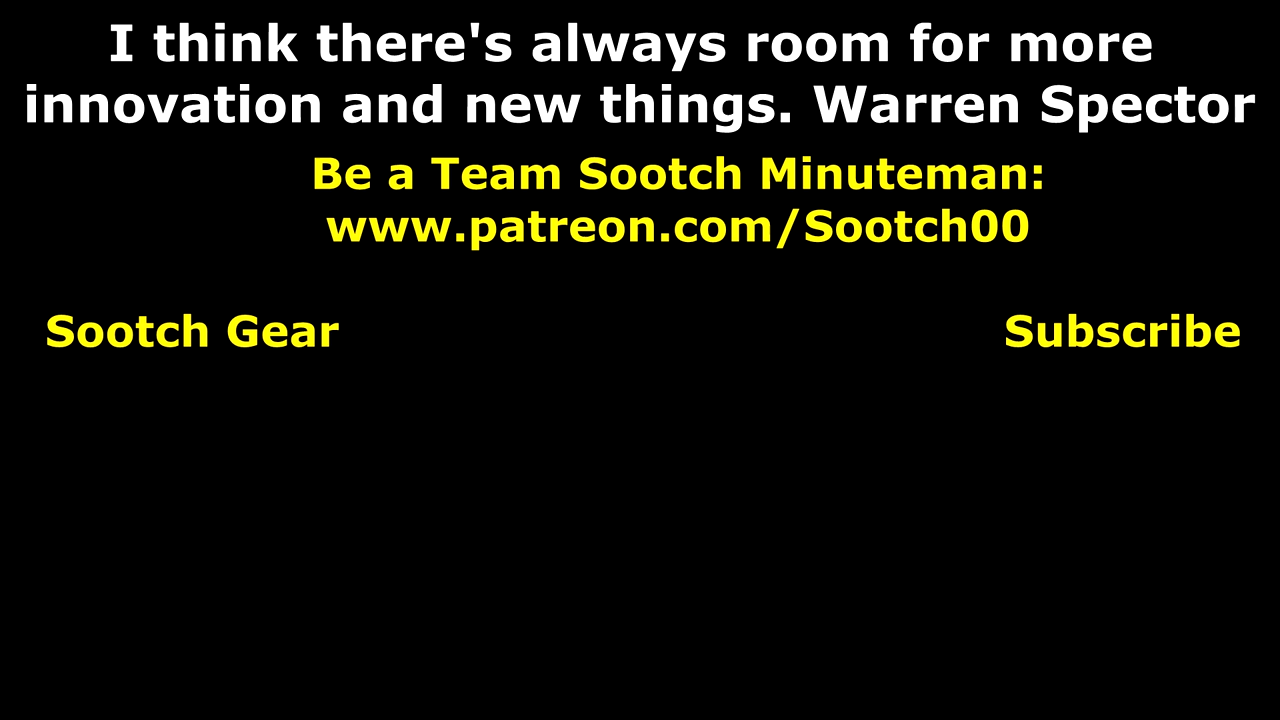 I think there's always room for more
innovation and new things. Warren Spector
Be a Team Sootch Minuteman:
www.patreon.com/Sootch00
Sootch Gear
Subscribe